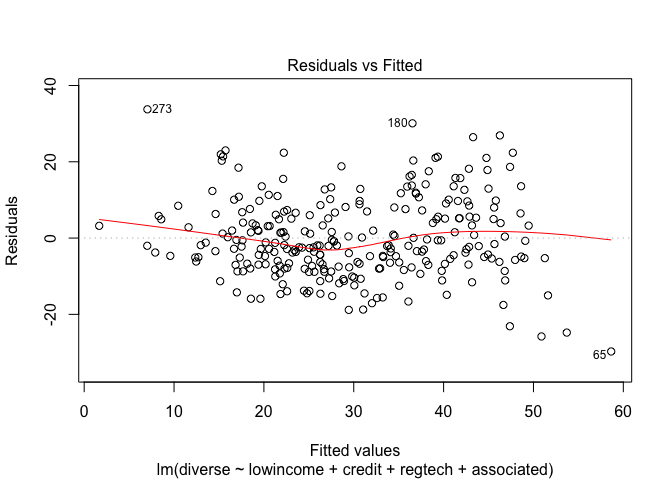 Residuals vs Fitted
Residuals
40
20
0
-20
273
180
65
0 10 20 30 40 50 60
Fitted values
lm(diverse ~ lowincome + credit + regtech + associated)